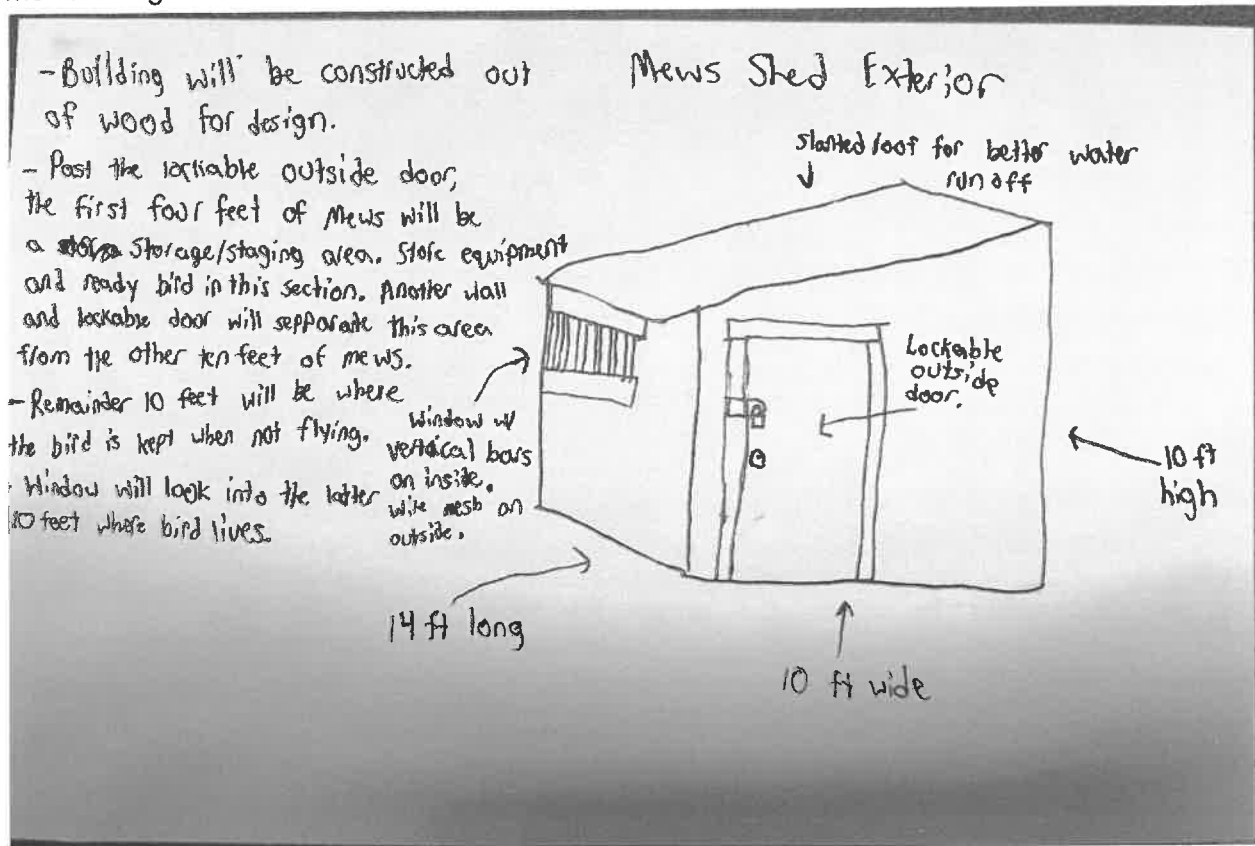 - Building will be constructed out
of wood for design.
- Past the lockable outside door,
the first four feet of Mews will be
a storage/staging area. Store equipment
and ready bird in this section. Another wall
and lockable door will sepparate this area
from the other ten feet of mews.
- Remainder 10 feet will be where
the bird is kept when not flying.
- Window will look into the latter
10 feet where bird lives.
Mews Shed Exterior
slanted roof for better water
run off
Window w/
vertical bars
on inside.
wire mesh on
outside.
Lockable
outside
door.
10 ft
high
14 ft long
10 ft wide